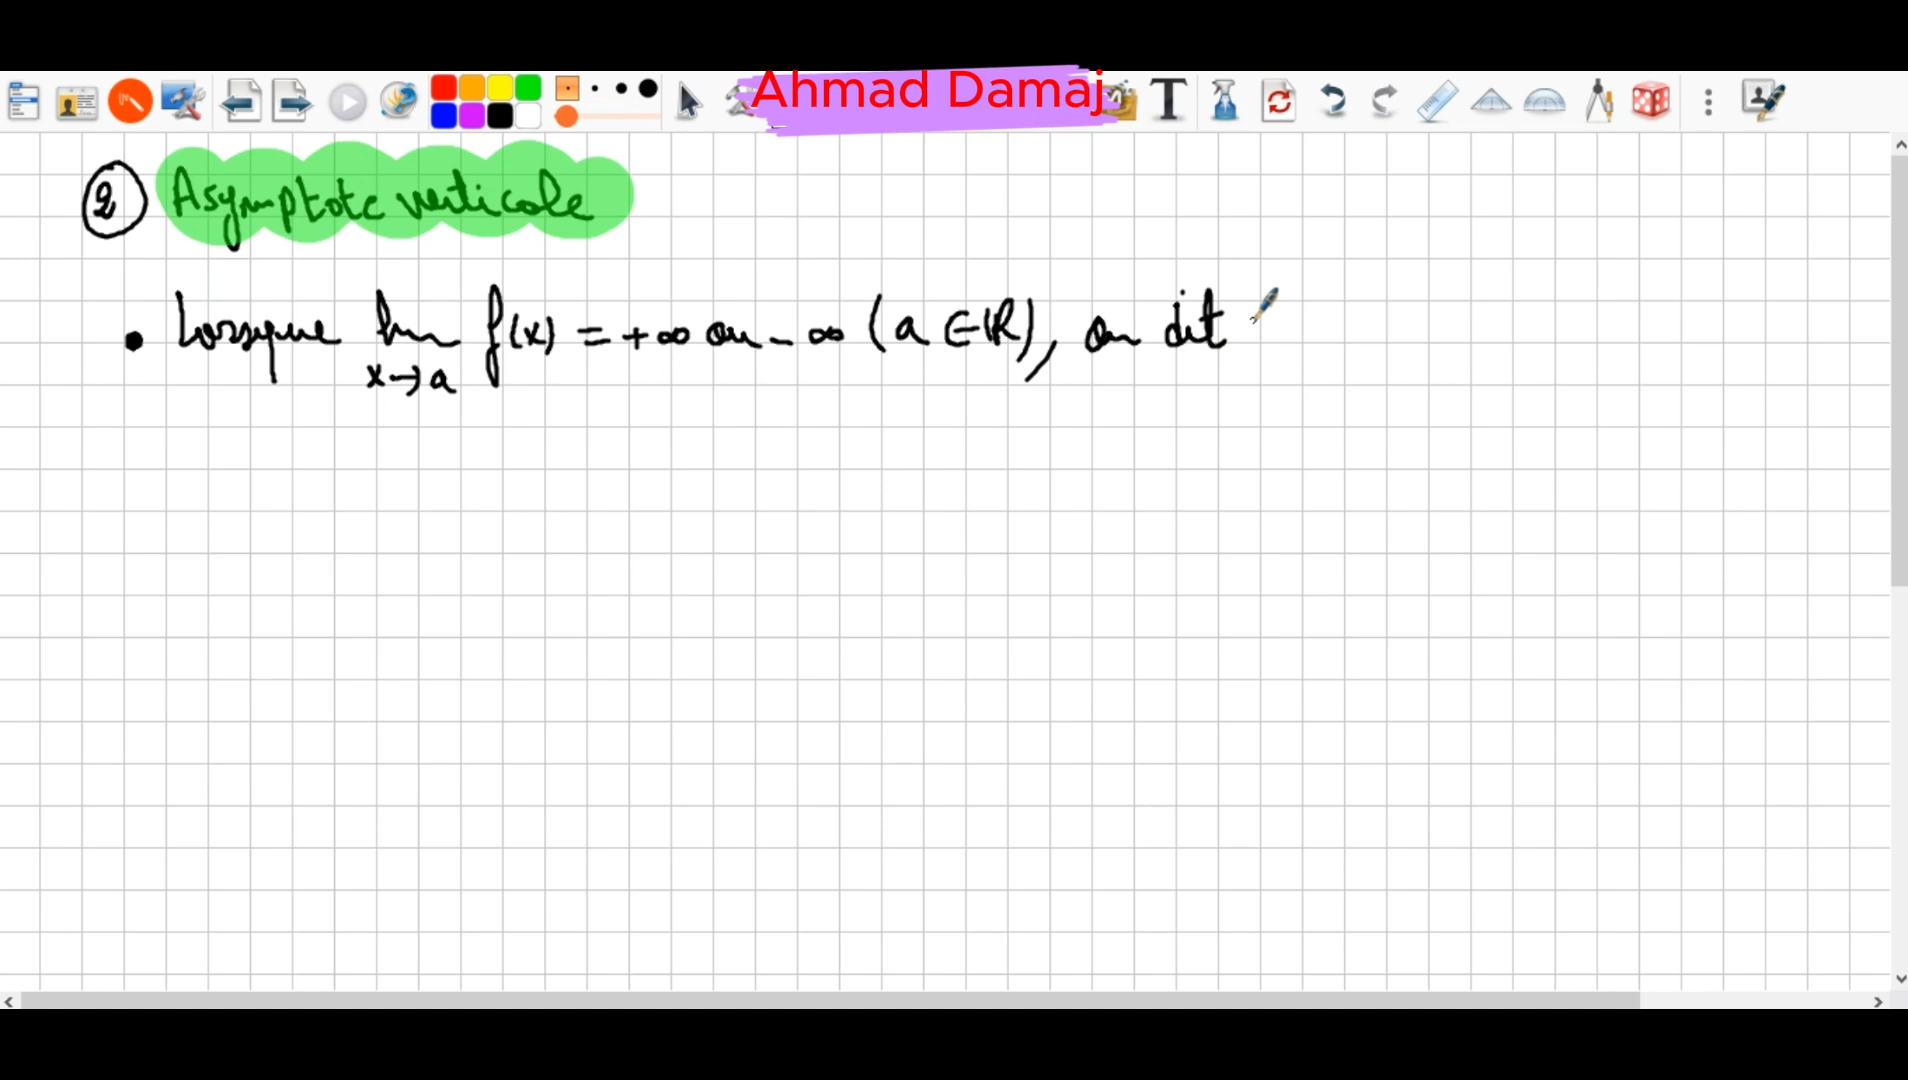 Ahmad Damaj
② Asymptote verticale
• Lorsque lim f(x) = +∞ ou -∞ (a ∈ ℝ), on dit
x→a